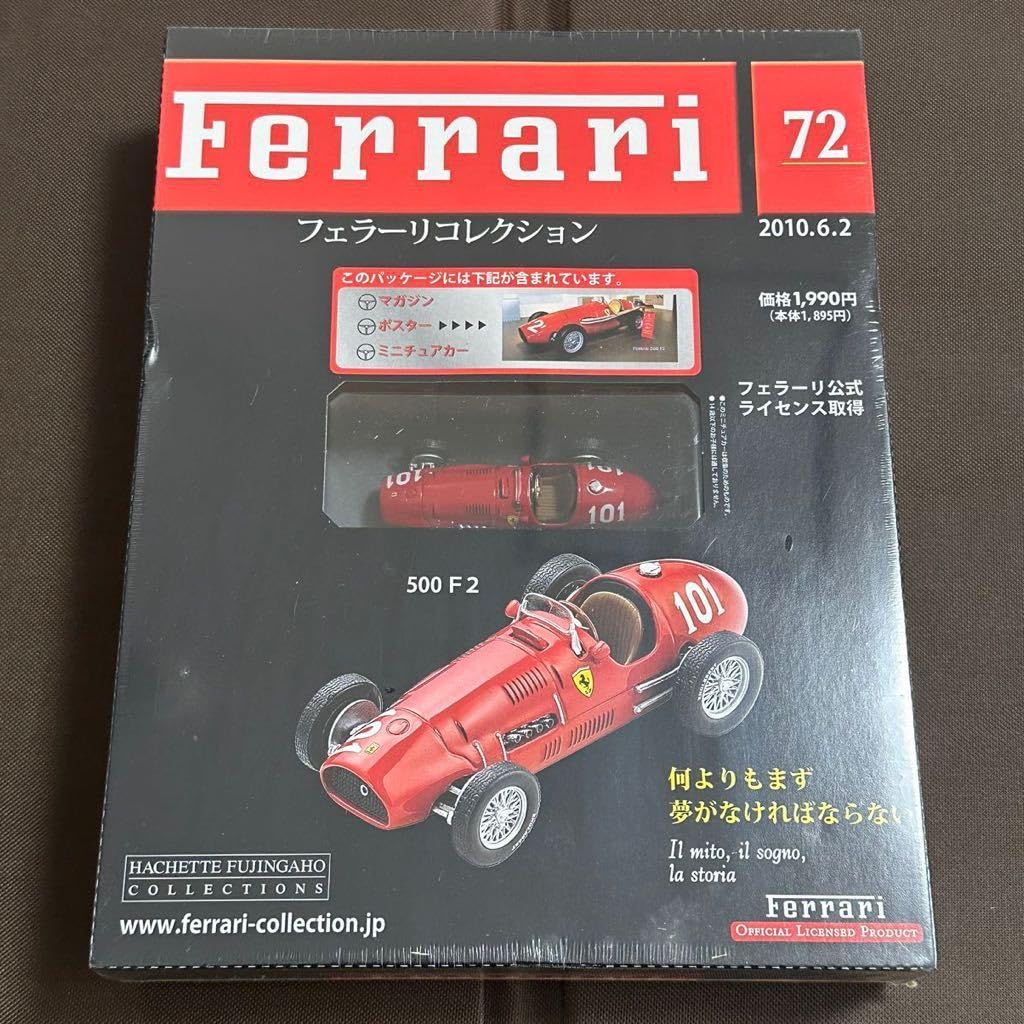 Ferrari
72
フェラーリコレクション
2010.6.2
このパッケージには下記が含まれています。
マガジン
ポスター ▶▶▶▶
ミニチュアカー
2
FERRARI 500 F2
価格1,990円
(本体1,895円)
フェラーリ公式
ライセンス取得
101
101
101
500 F2
101
何よりもまず
夢がなければならない
Il mito, il sogno,
la storia
HACHETTE FUJINGAHO
COLLECTIONS
www.ferrari-collection.jp
Ferrari
OFFICIAL LICENSED PRODUCT